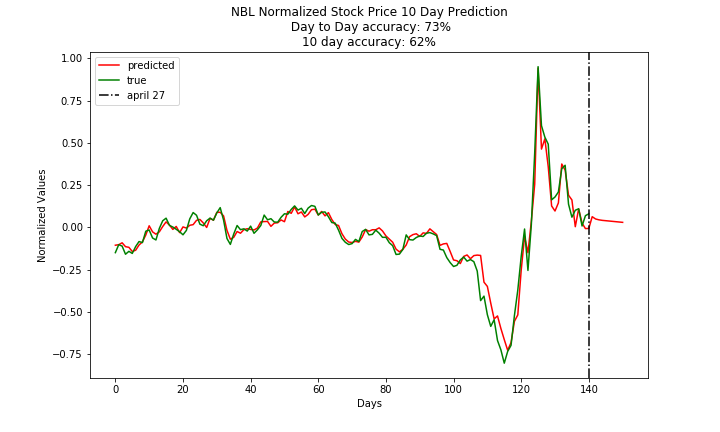 NBL Normalized Stock Price 10 Day Prediction
Day to Day accuracy: 73%
10 day accuracy: 62%
predicted
true
april 27
1.00
0.75
0.50
0.25
0.00
−0.25
−0.50
−0.75
Normalized Values
0 20 40 60 80 100 120 140
Days